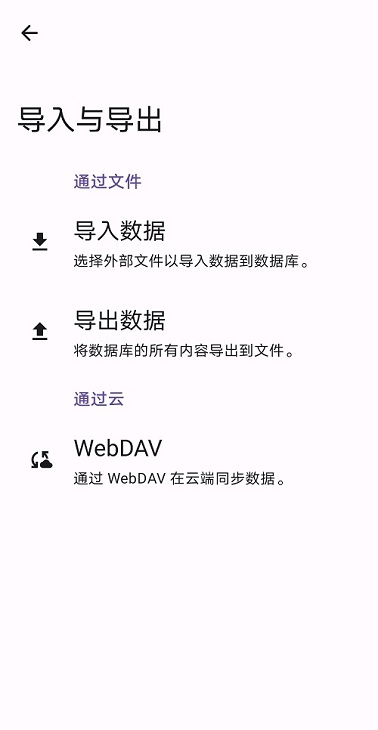 导入与导出
通过文件
导入数据
选择外部文件以导入数据到数据库。
导出数据
将数据库的所有内容导出到文件。
通过云
WebDAV
通过 WebDAV 在云端同步数据。